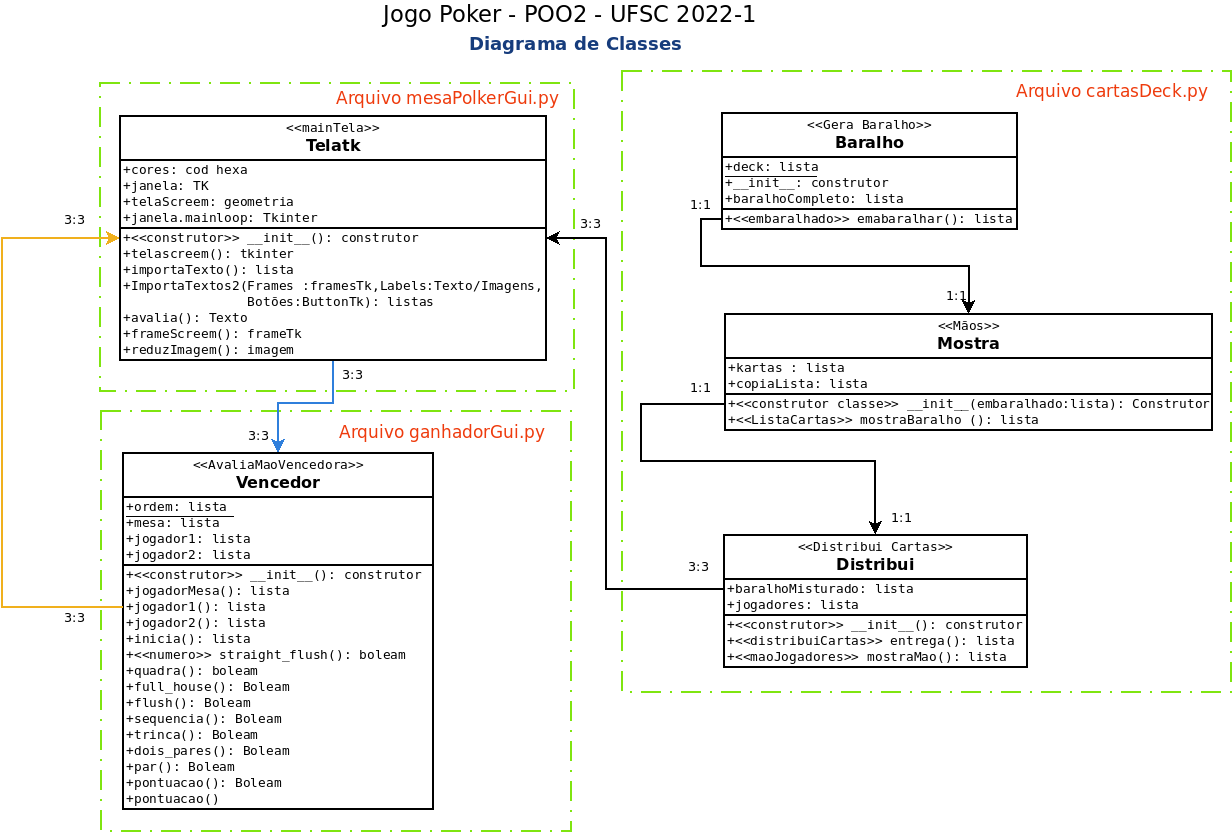 Jogo Poker - POO2 - UFSC 2022-1
Diagrama de Classes
Arquivo mesaPolkerGui.py
<<mainTela>>
Telatk
+cores: cod hexa
+janela: TK
+telaScreem: geometria
+janela.mainloop: Tkinter
+<<construtor>> __init__(): construtor
+telascreem(): tkinter
+importaTexto(): lista
+ImportaTextos2(Frames :framesTk,Labels:Texto/Imagens,
Botões:ButtonTk): listas
+avalia(): Texto
+frameScreem(): frameTk
+reduzImagem(): imagem
3:3
3:3
3:3
3:3
Arquivo ganhadorGui.py
<<AvaliaMaoVencedora>>
Vencedor
+ordem: lista
+mesa: lista
+jogador1: lista
+jogador2: lista
+<<construtor>> __init__(): construtor
+jogadorMesa(): lista
+jogador1(): lista
+jogador2(): lista
+inicia(): lista
+<<numero>> straight_flush(): boleam
+quadra(): boleam
+full_house(): Boleam
+flush(): Boleam
+sequencia(): Boleam
+trinca(): Boleam
+dois_pares(): Boleam
+par(): Boleam
+pontuacao(): Boleam
+pontuacao()
3:3
Arquivo cartasDeck.py
<<Gera Baralho>>
Baralho
+deck: lista
+__init__: construtor
+baralhoCompleto: lista
+<<embaralhado>> emabaralhar(): lista
1:1
1:1
<<Mãos>>
Mostra
+kartas : lista
+copiaLista: lista
+<<construtor classe>> __init__(embaralhado:lista): Construtor
+<<ListaCartas>> mostraBaralho (): lista
1:1
1:1
<<Distribui Cartas>>
Distribui
+baralhoMisturado: lista
+jogadores: lista
+<<construtor>> __init__(): construtor
+<<distribuiCartas>> entrega(): lista
+<<maoJogadores>> mostraMao(): lista
3:3